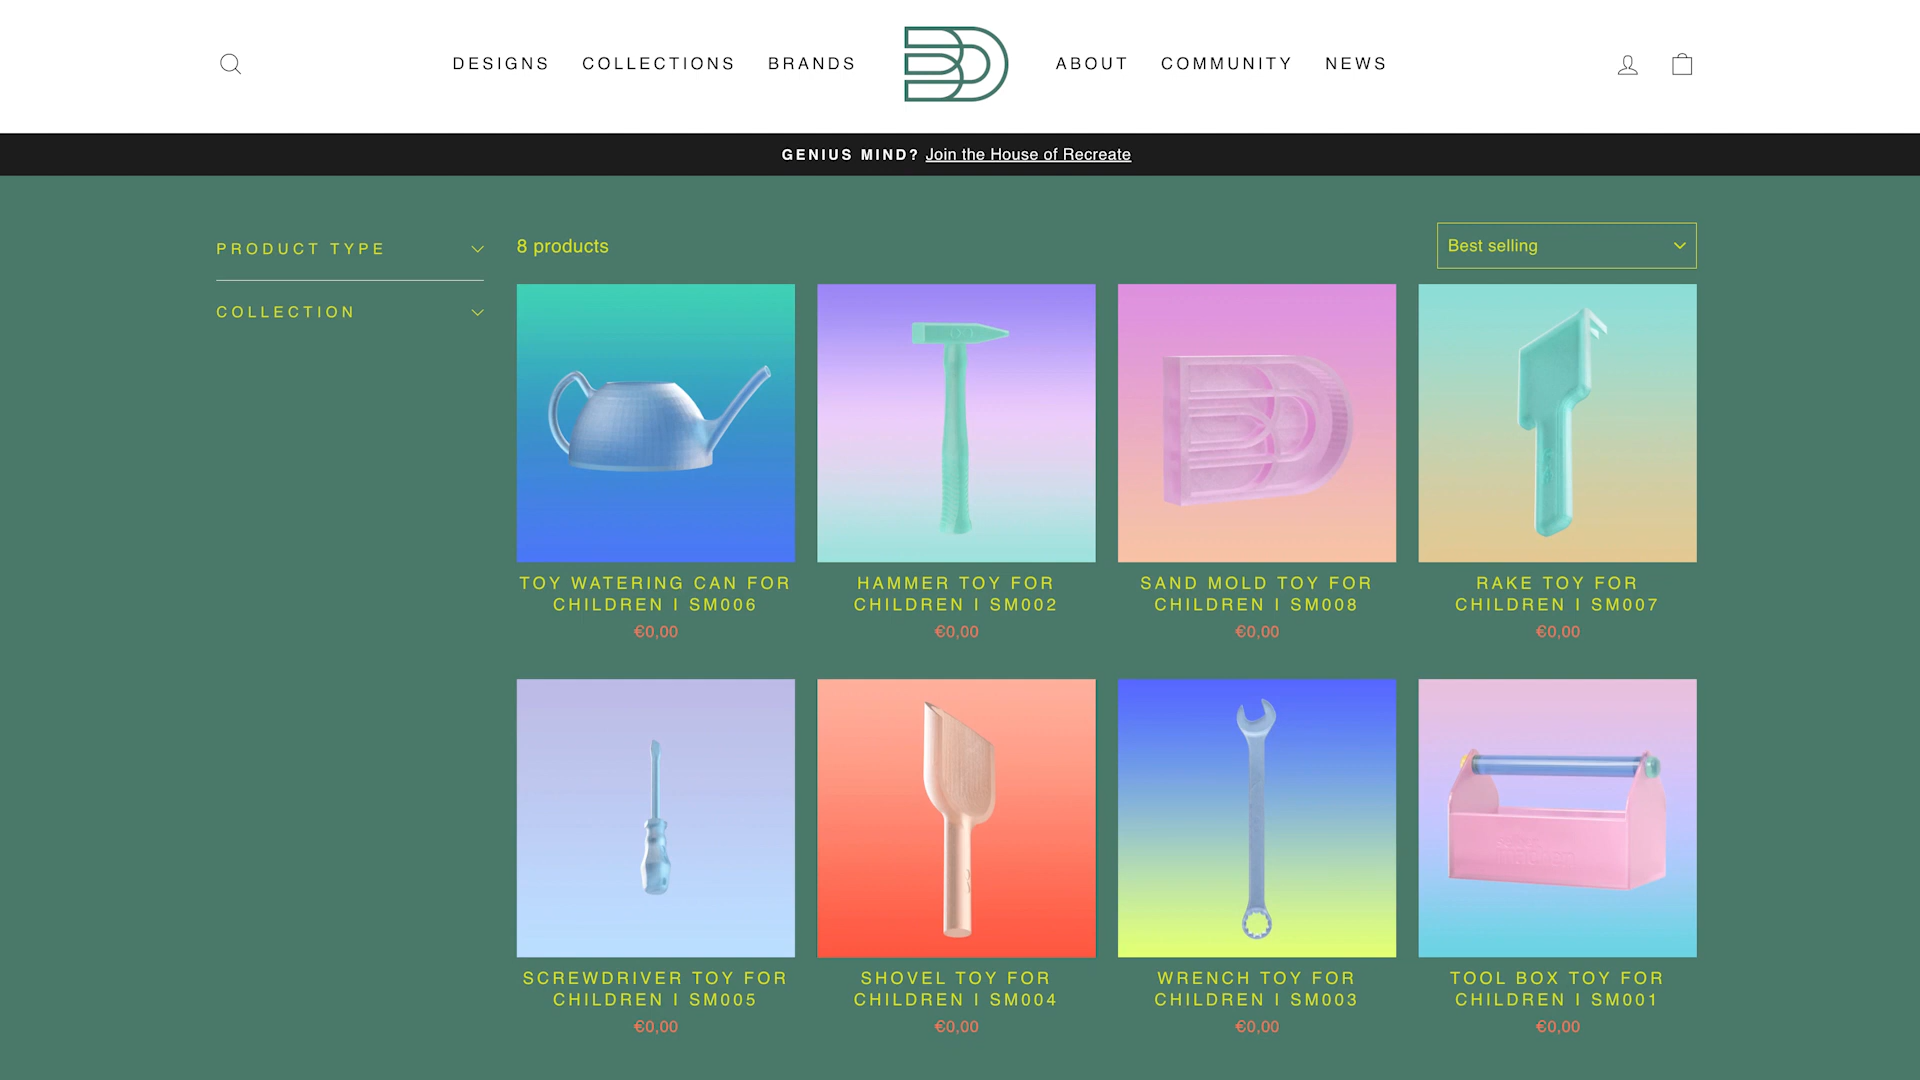 DESIGNS COLLECTIONS BRANDS ABOUT COMMUNITY NEWS
GENIUS MIND? Join the House of Recreate
PRODUCT TYPE
COLLECTION
8 products
Best selling
TOY WATERING CAN FOR
CHILDREN I SM006
€0,00
HAMMER TOY FOR
CHILDREN I SM002
€0,00
SAND MOLD TOY FOR
CHILDREN I SM008
€0,00
RAKE TOY FOR
CHILDREN I SM007
€0,00
SCREWDRIVER TOY FOR
CHILDREN I SM005
€0,00
SHOVEL TOY FOR
CHILDREN I SM004
€0,00
WRENCH TOY FOR
CHILDREN I SM003
€0,00
TOOL BOX TOY FOR
CHILDREN I SM001
€0,00